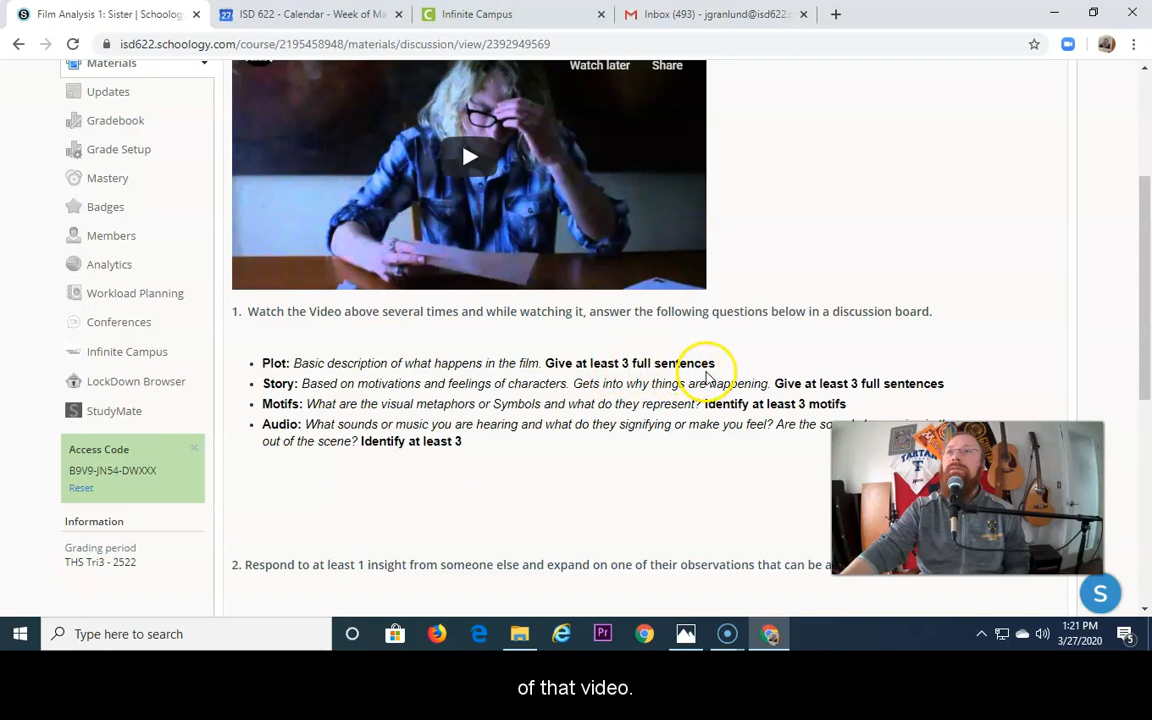 Film Analysis 1: Sister | Schoolog
ISD 622 - Calendar - Week of Ma
Infinite Campus
Inbox (493) - jgranlund@isd622.c
isd622.schoology.com/course/2195458948/materials/discussion/view/2392949569
Materials
Updates
Gradebook
Grade Setup
Mastery
Badges
Members
Analytics
Workload Planning
Conferences
Infinite Campus
LockDown Browser
StudyMate
Access Code
B9V9-JN54-DWXXX
Reset
Information
Grading period
THS Tri3 - 2522
Watch later Share
1. Watch the Video above several times and while watching it, answer the following questions below in a discussion board.
• Plot: Basic description of what happens in the film. Give at least 3 full sentences
• Story: Based on motivations and feelings of characters. Gets into why things are happening. Give at least 3 full sentences
• Motifs: What are the visual metaphors or Symbols and what do they represent? Identify at least 3 motifs
• Audio: What sounds or music you are hearing and what do they signifying or make you feel? Are the
out of the scene? Identify at least 3
2. Respond to at least 1 insight from someone else and expand on one of their observations that can be a
TARTAN
T
S
Type here to search
Pr
1:21 PM
3/27/2020
5
of that video.